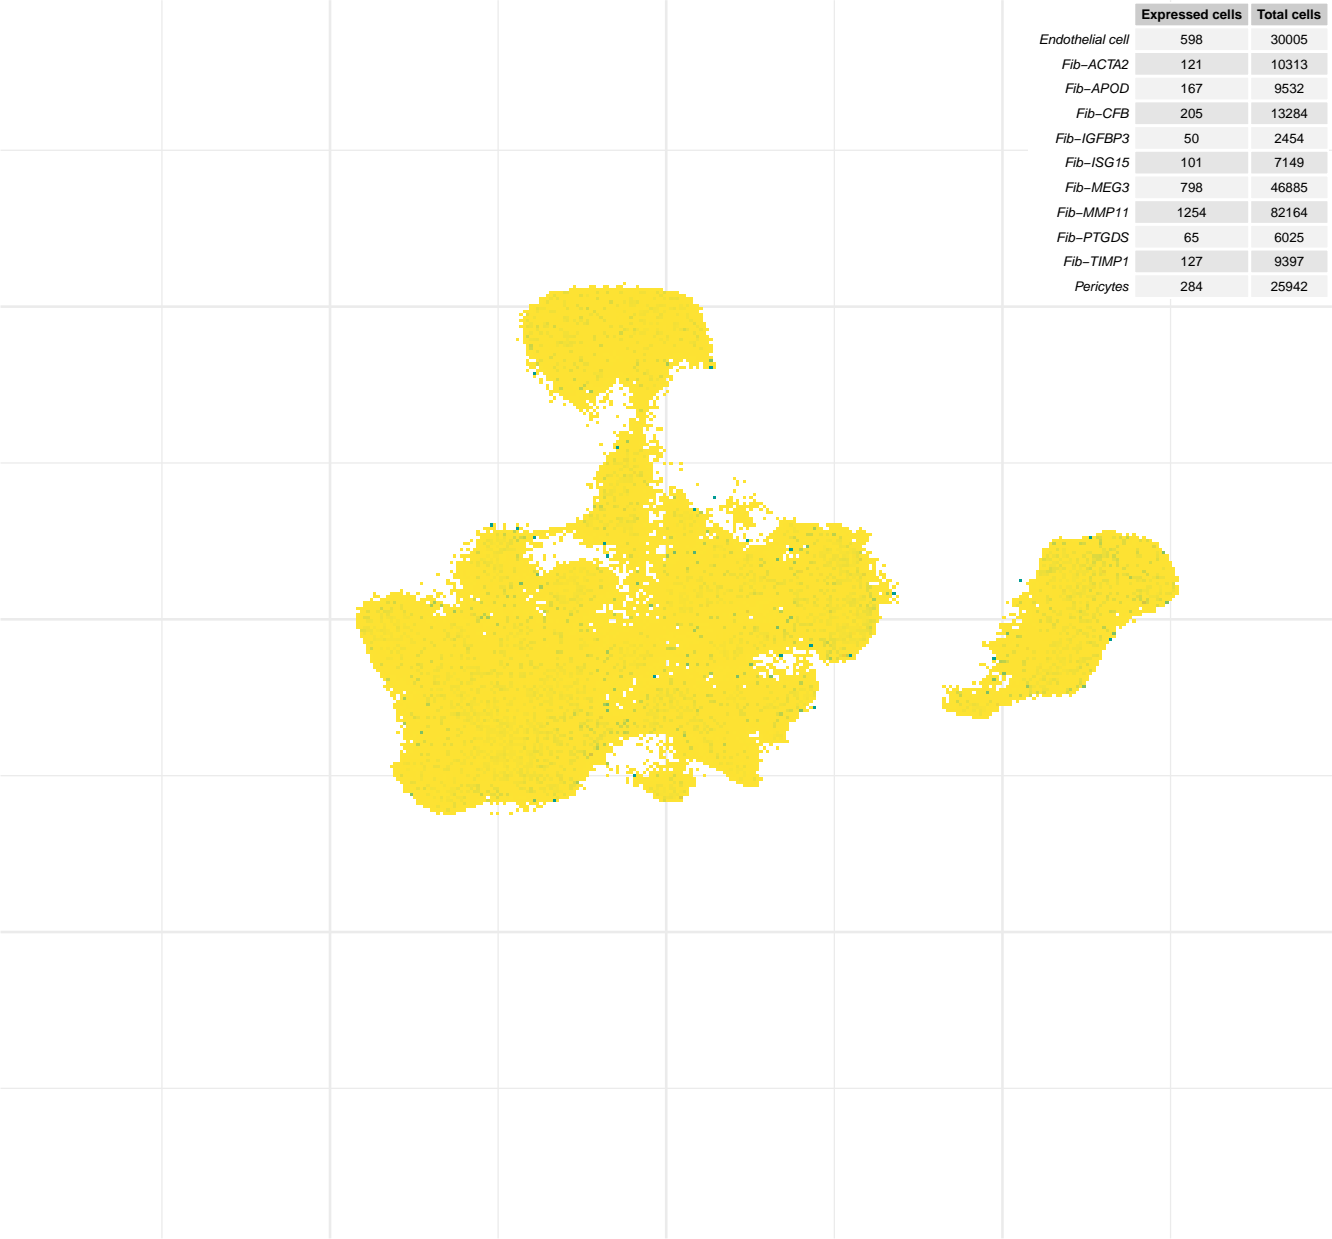 Expressed cells Total cells
Endothelial cell 598 30005
Fib−ACTA2 121 10313
Fib−APOD 167 9532
Fib−CFB 205 13284
Fib−IGFBP3 50 2454
Fib−ISG15 101 7149
Fib−MEG3 798 46885
Fib−MMP11 1254 82164
Fib−PTGDS 65 6025
Fib−TIMP1 127 9397
Pericytes 284 25942